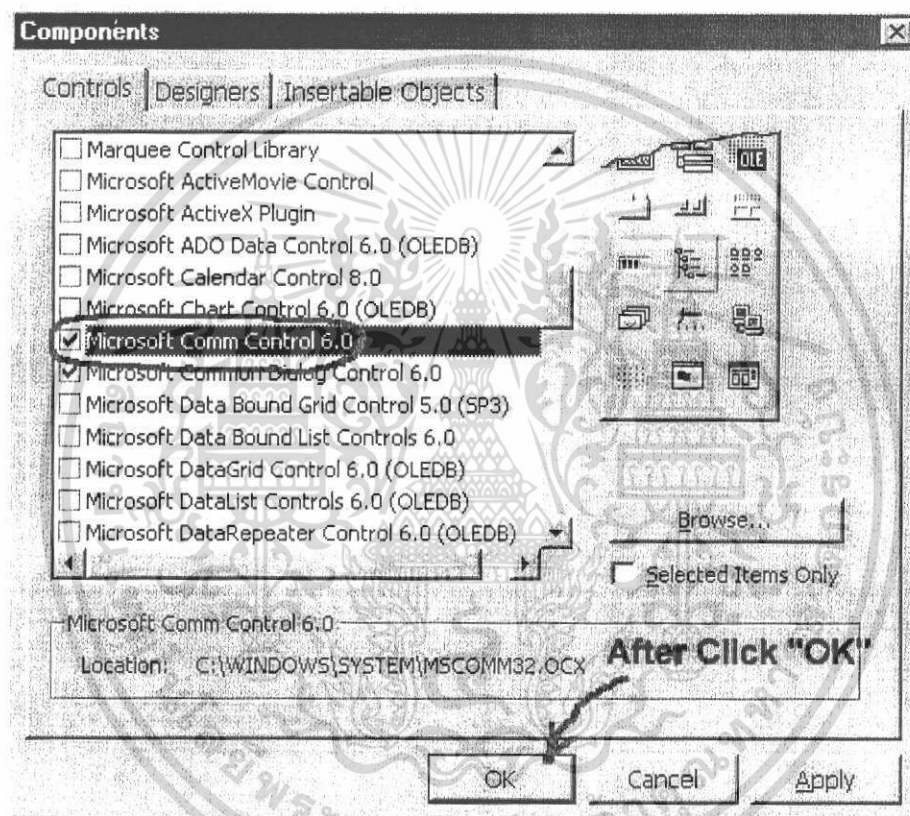 Components
Controls Designers Insertable Objects
Marquee Control Library
Microsoft ActiveMovie Control
Microsoft ActiveX Plugin
Microsoft ADO Data Control 6.0 (OLEDB)
Microsoft Calendar Control 8.0
Microsoft Chart Control 6.0 (OLEDB)
Microsoft Comm Control 6.0
Microsoft Common Dialog Control 6.0
Microsoft Data Bound Grid Control 5.0 (SP3)
Microsoft Data Bound List Controls 6.0
Microsoft DataGrid Control 6.0 (OLEDB)
Microsoft DataList Controls 6.0 (OLEDB)
Microsoft DataRepeater Control 6.0 (OLEDB)
OLE
Browse...
Selected Items Only
Microsoft Comm Control 6.0
Location: C:\WINDOWS\SYSTEM\MSCOMM32.OCX
After Click "OK"
OK Cancel Apply